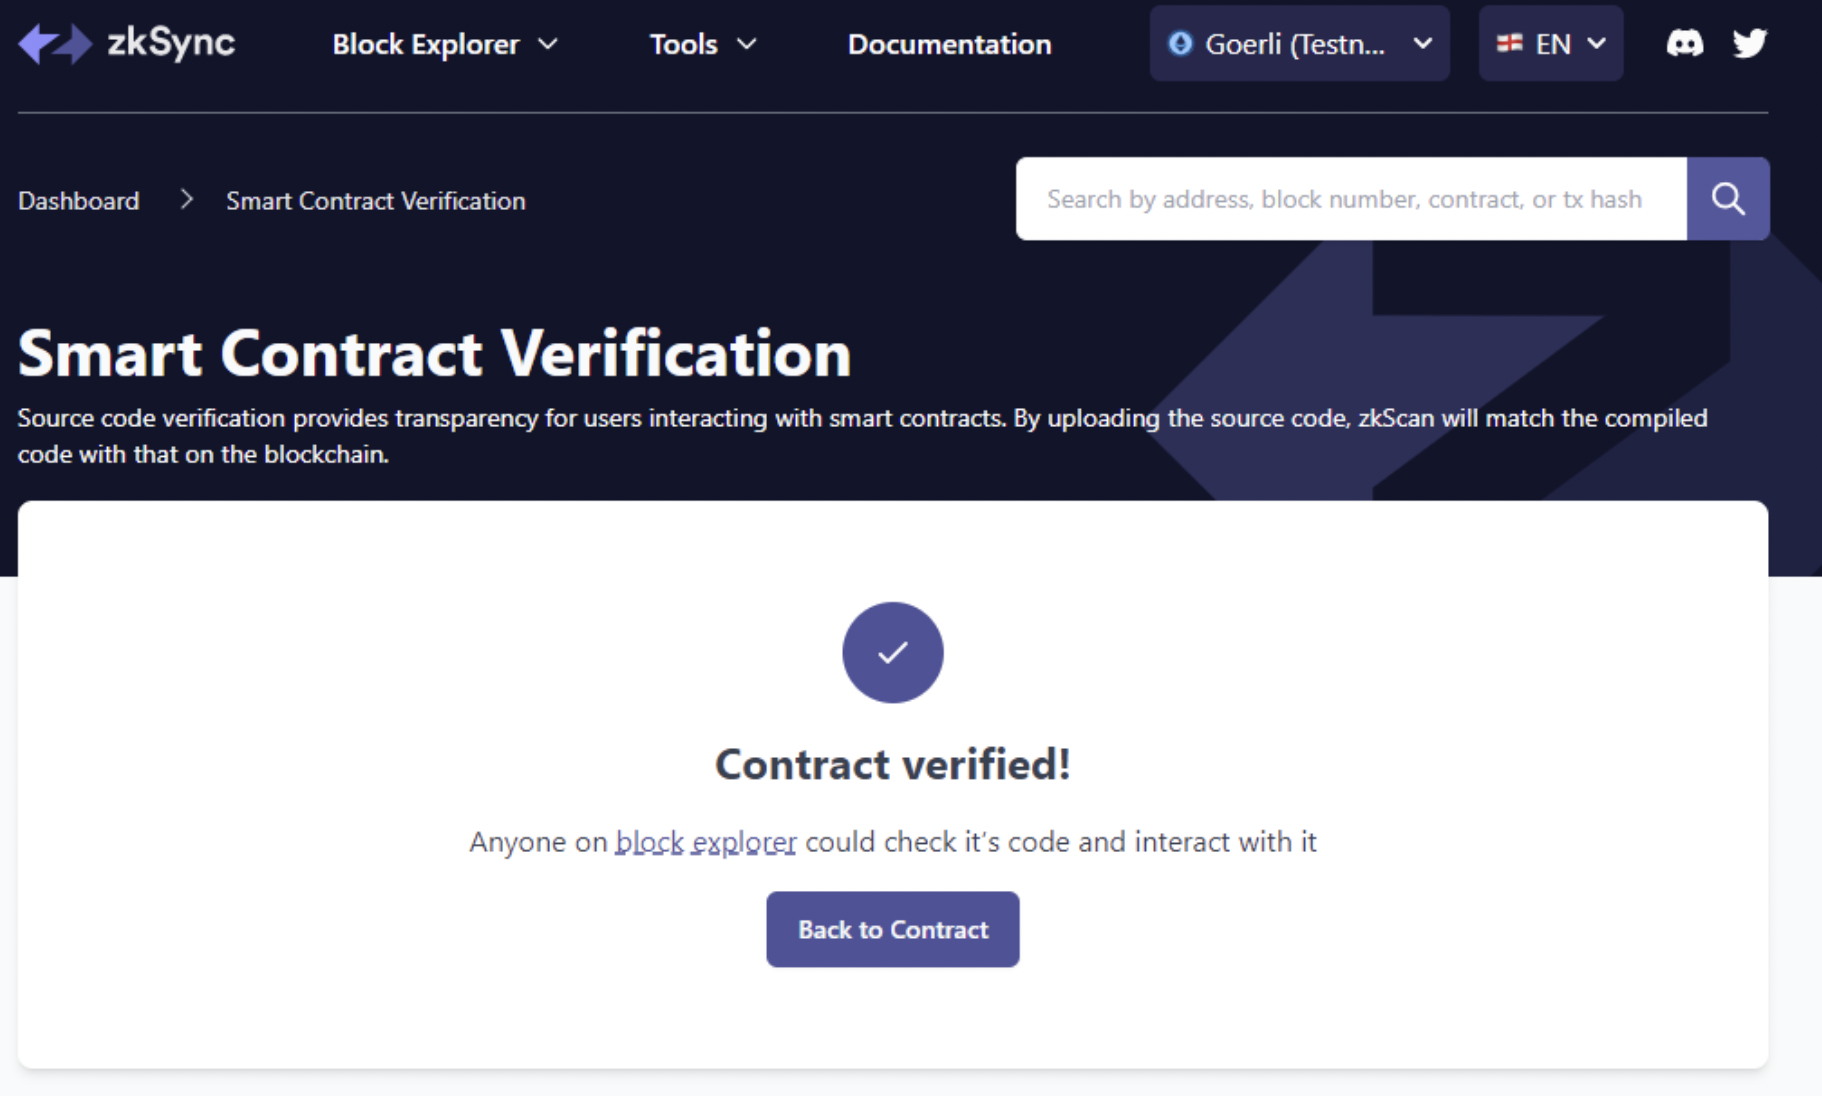 zkSync
Block Explorer
Tools
Documentation
Goerli (Testn...
EN
Dashboard
Smart Contract Verification
Search by address, block number, contract, or tx hash
Smart Contract Verification
Source code verification provides transparency for users interacting with smart contracts. By uploading the source code, zkScan will match the compiled
code with that on the blockchain.
Contract verified!
Anyone on block explorer could check it’s code and interact with it
Back to Contract